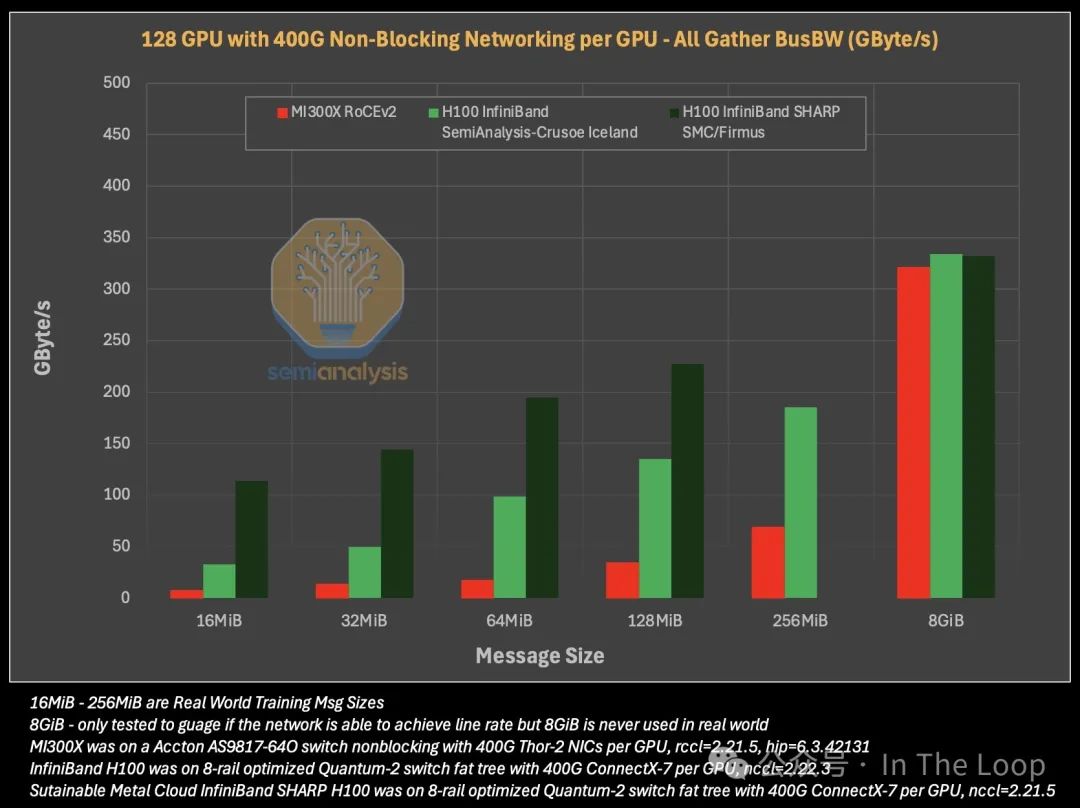 128 GPU with 400G Non-Blocking Networking per GPU - All Gather BusBW (GByte/s)
500
450
400
350
300
250
200
150
100
50
0
GByte/s
MI300X RoCEv2
H100 InfiniBand
SemiAnalysis-Crusoe Iceland
H100 InfiniBand SHARP
SMC/Firmus
semianalysis
16MiB
32MiB
64MiB
128MiB
256MiB
8GiB
Message Size
16MiB - 256MiB are Real World Training Msg Sizes
8GiB - only tested to guage if the network is able to achieve line rate but 8GiB is never used in real world
MI300X was on a Accton AS9817-64O switch nonblocking with 400G Thor-2 NICs per GPU, rccl=2.21.5, hip=6.3.42131
InfiniBand H100 was on 8-rail optimized Quantum-2 switch fat tree with 400G ConnectX-7 per GPU, nccl=2.22.3
Sutainable Metal Cloud InfiniBand SHARP H100 was on 8-rail optimized Quantum-2 switch fat tree with 400G ConnectX-7 per GPU, nccl=2.21.5
公众号 · In The Loop